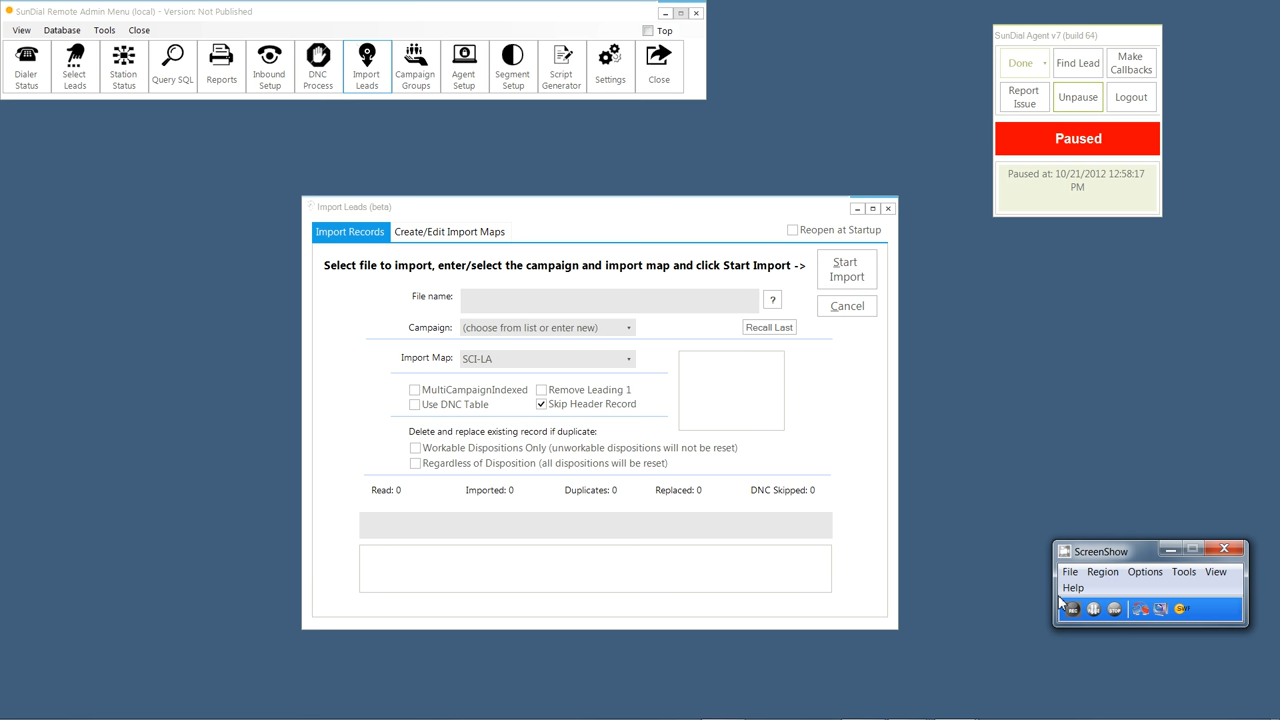 SunDial Remote Admin Menu (local) - Version: Not Published
View Database Tools Close Top
Dialer Status
Select Leads
Station Status
Query SQL
Reports
Inbound Setup
DNC Process
Import Leads
Campaign Groups
Agent Setup
Segment Setup
Script Generator
Settings
Close
SunDial Agent v7 (build 64)
Done Find Lead Make Callbacks
Report Issue Unpause Logout
Paused
Paused at: 10/21/2012 12:58:17
PM
Import Leads (beta)
Import Records Create/Edit Import Maps Reopen at Startup
Select file to import, enter/select the campaign and import map and click Start Import ->
Start Import
File name: ?
Cancel
Campaign: (choose from list or enter new) Recall Last
Import Map: SCI-LA
MultiCampaignIndexed Remove Leading 1
Use DNC Table Skip Header Record
Delete and replace existing record if duplicate:
Workable Dispositions Only (unworkable dispositions will not be reset)
Regardless of Disposition (all dispositions will be reset)
Read: 0 Imported: 0 Duplicates: 0 Replaced: 0 DNC Skipped: 0
ScreenShow
File Region Options Tools View
Help
REC STOP SWF